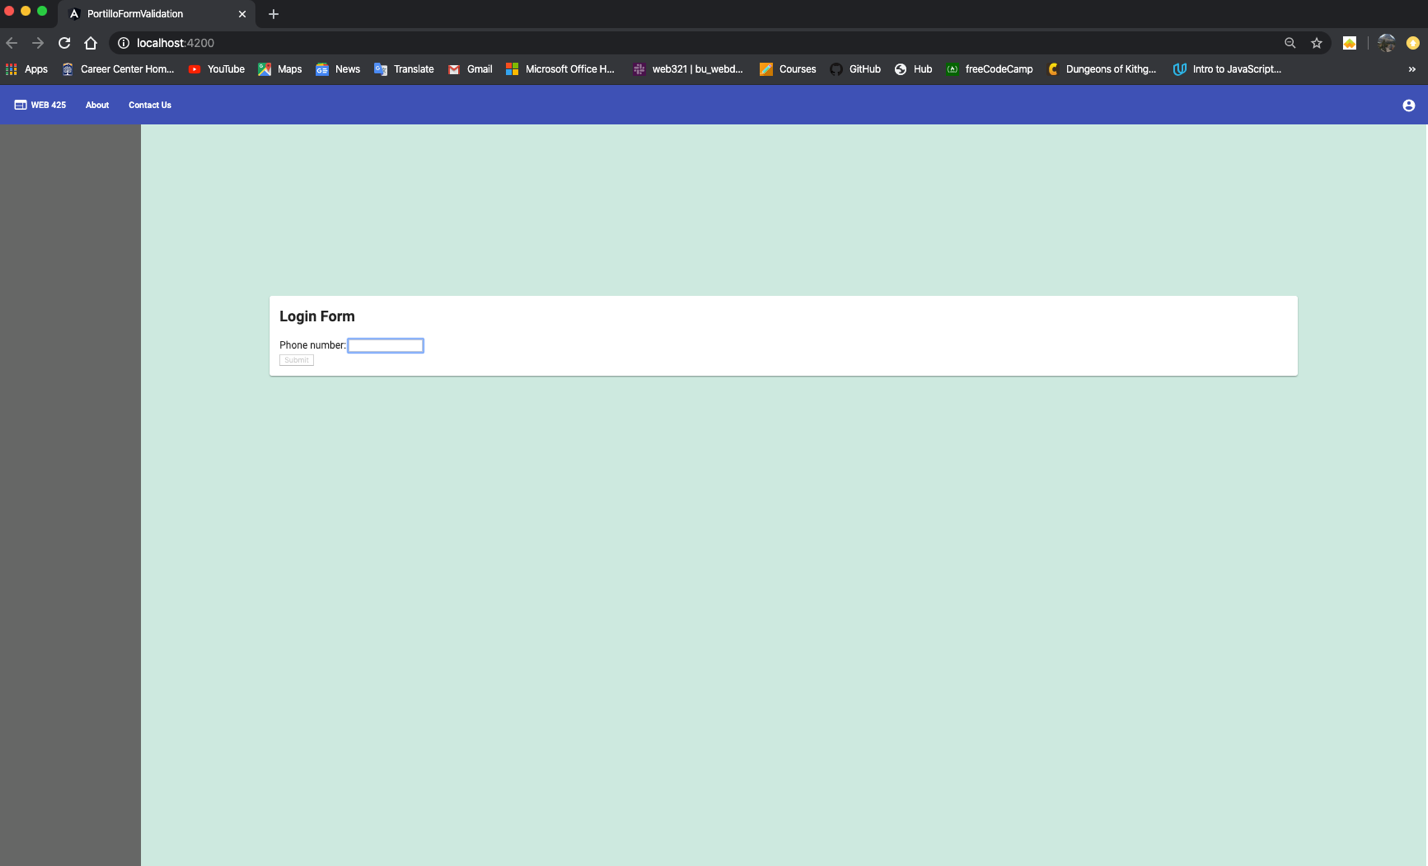 PortilloFormValidation
localhost:4200
Apps Career Center Hom... YouTube Maps News Translate Gmail Microsoft Office H... web321 | bu_webd... Courses GitHub Hub freeCodeCamp Dungeons of Kithg... Intro to JavaScript... »
WEB 425 About Contact Us
Login Form
Phone number:
Submit